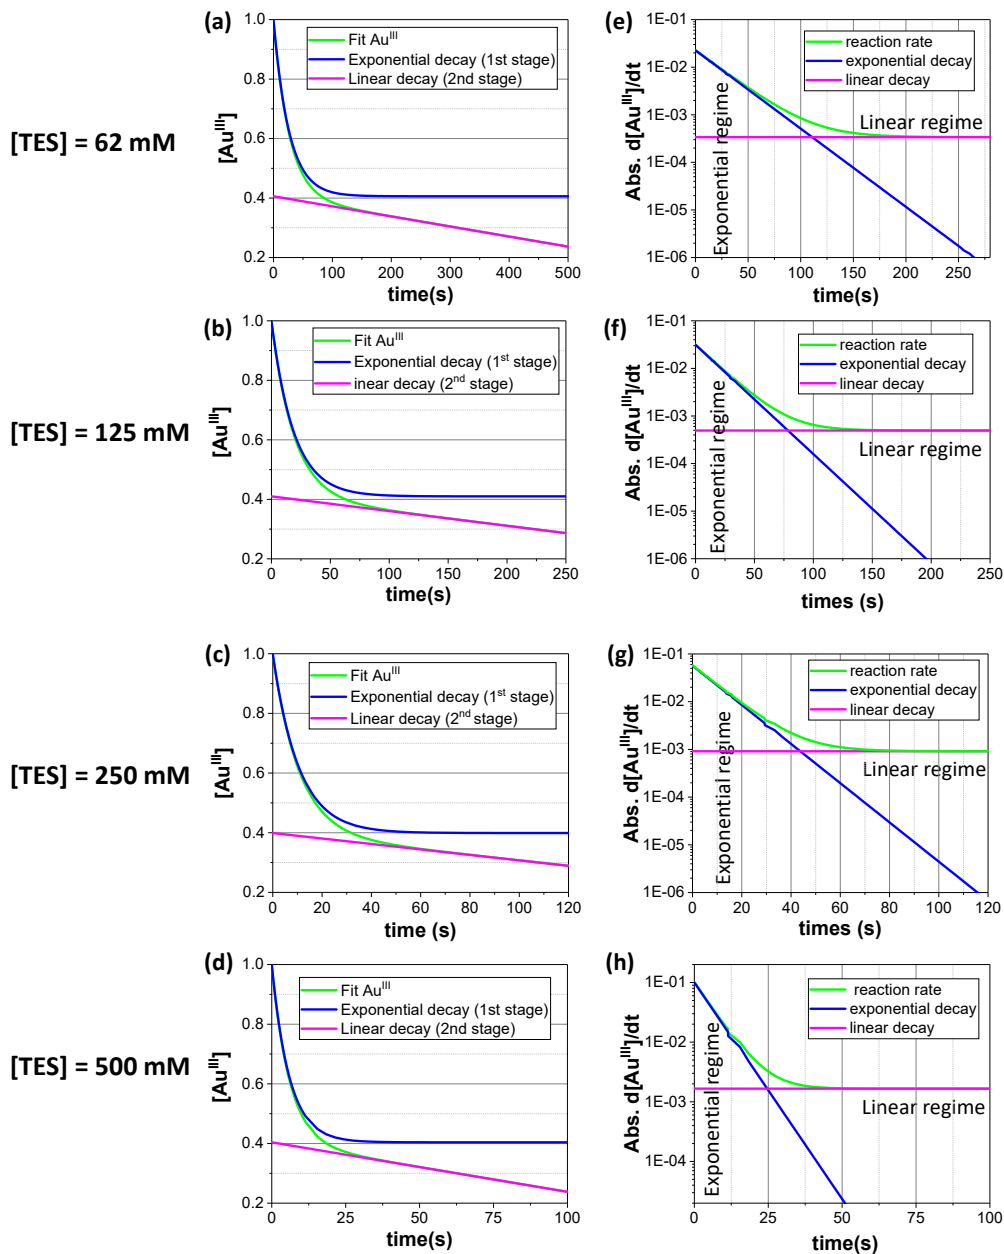 [TES] = 62 mM
(a)
[Au^III]
1.0
0.8
0.6
0.4
0.2
Fit Au^III
Exponential decay (1st stage)
Linear decay (2nd stage)
0 100 200 300 400 500
time(s)
(e)
Abs. d[Au^III]/dt
1E-01
1E-02
1E-03
1E-04
1E-05
1E-06
reaction rate
exponential decay
linear decay
Exponential regime
Linear regime
0 50 100 150 200 250
time(s)
[TES] = 125 mM
(b)
[Au^III]
1.0
0.8
0.6
0.4
0.2
Fit Au^III
Exponential decay (1^st stage)
inear decay (2^nd stage)
0 50 100 150 200 250
time(s)
(f)
Abs. d[Au^III]/dt
1E-01
1E-02
1E-03
1E-04
1E-05
1E-06
reaction rate
exponential decay
linear decay
Exponential regime
Linear regime
0 50 100 150 200 250
times (s)
[TES] = 250 mM
(c)
[Au^III]
1.0
0.8
0.6
0.4
0.2
Fit Au^III
Exponential decay (1^st stage)
Linear decay (2^nd stage)
0 20 40 60 80 100 120
time (s)
(g)
Abs. d[Au^III]/dt
1E-01
1E-02
1E-03
1E-04
1E-05
1E-06
reaction rate
exponential decay
linear decay
Exponential regime
Linear regime
0 20 40 60 80 100 120
times (s)
[TES] = 500 mM
(d)
[Au^III]
1.0
0.8
0.6
0.4
0.2
Fit Au^III
Exponential decay (1st stage)
Linear decay (2nd stage)
0 25 50 75 100
time(s)
(h)
Abs. d[Au^III]/dt
1E-01
1E-02
1E-03
1E-04
reaction rate
exponential decay
linear decay
Exponential regime
Linear regime
0 25 50 75 100
time(s)